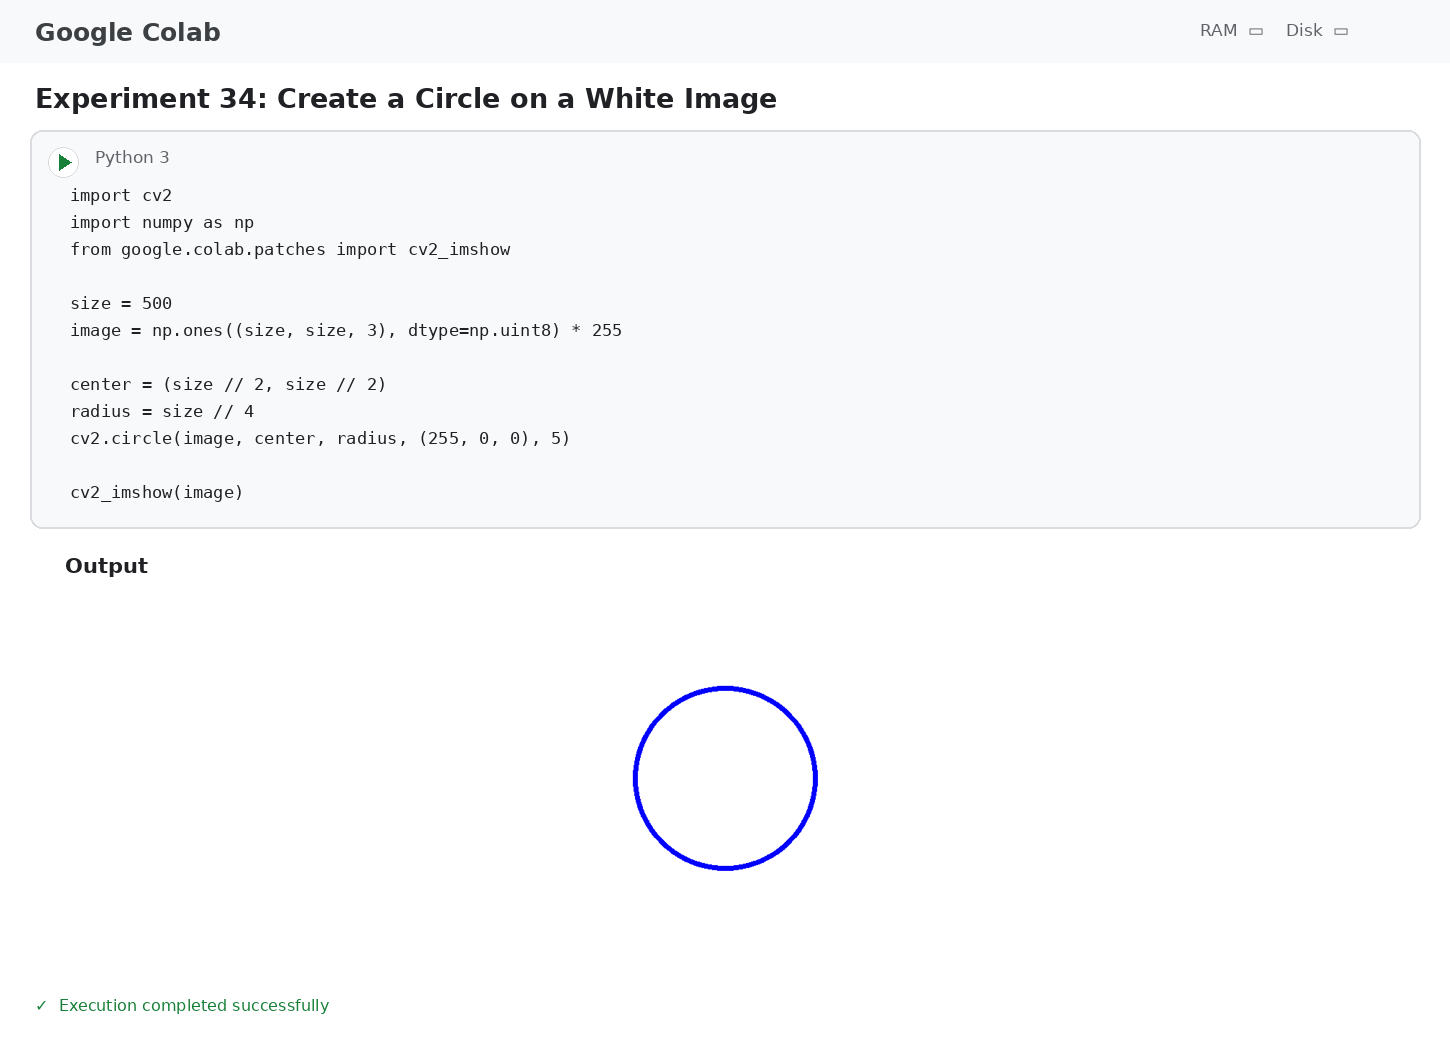 Google Colab
RAM ▭ Disk ▭
Experiment 34: Create a Circle on a White Image
Python 3
import cv2
import numpy as np
from google.colab.patches import cv2_imshow
size = 500
image = np.ones((size, size, 3), dtype=np.uint8) * 255
center = (size // 2, size // 2)
radius = size // 4
cv2.circle(image, center, radius, (255, 0, 0), 5)
cv2_imshow(image)
Output
✓ Execution completed successfully